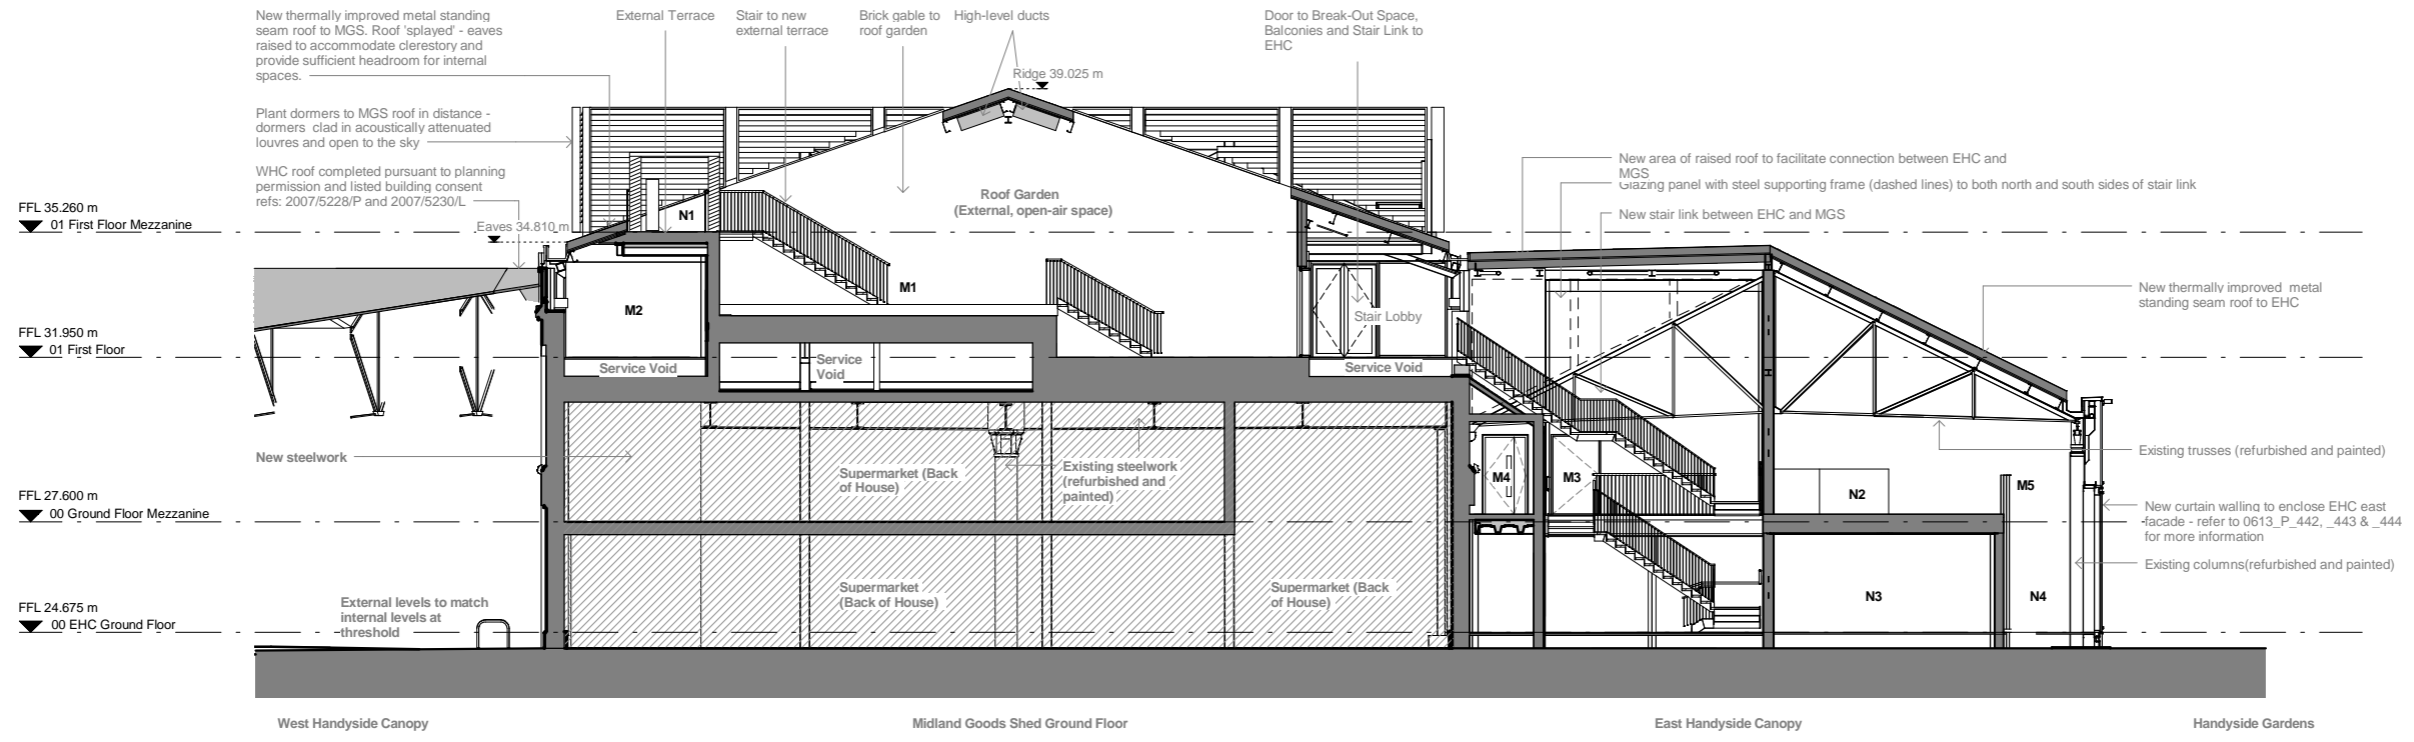 New thermally improved metal standing
seam roof to MGS. Roof 'splayed' - eaves
raised to accommodate clerestory and
provide sufficient headroom for internal
spaces.
External Terrace
Stair to new
external terrace
Brick gable to
roof garden
High-level ducts
Door to Break-Out Space,
Balconies and Stair Link to
EHC
Ridge 39.025 m
Plant dormers to MGS roof in distance -
dormers clad in acoustically attenuated
louvres and open to the sky
WHC roof completed pursuant to planning
permission and listed building consent
refs: 2007/5228/P and 2007/5230/L
New area of raised roof to facilitate connection between EHC and
MGS
Glazing panel with steel supporting frame (dashed lines) to both north and south sides of stair link
New stair link between EHC and MGS
FFL 35.260 m
01 First Floor Mezzanine
Eaves 34.810 m
N1
Roof Garden
(External, open-air space)
M1
M2
Stair Lobby
New thermally improved metal
standing seam roof to EHC
FFL 31.950 m
01 First Floor
Service Void
Service
Void
Service Void
New steelwork
Supermarket (Back
of House)
Existing steelwork
(refurbished and
painted)
M4
M3
N2
M5
Existing trusses (refurbished and painted)
FFL 27.600 m
00 Ground Floor Mezzanine
New curtain walling to enclose EHC east
facade - refer to 0613_P_442, _443 & _444
for more information
Existing columns(refurbished and painted)
FFL 24.675 m
00 EHC Ground Floor
External levels to match
internal levels at
threshold
Supermarket
(Back of House)
Supermarket (Back
of House)
N3
N4
West Handyside Canopy
Midland Goods Shed Ground Floor
East Handyside Canopy
Handyside Gardens